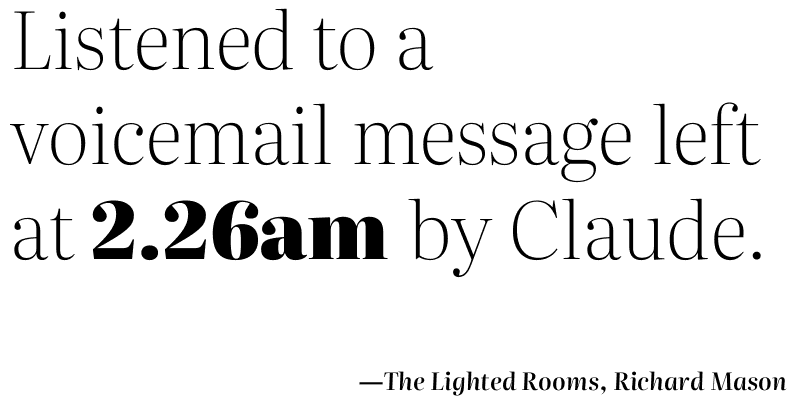 Listened to a
voicemail message left
at 2.26am by Claude.
—The Lighted Rooms, Richard Mason